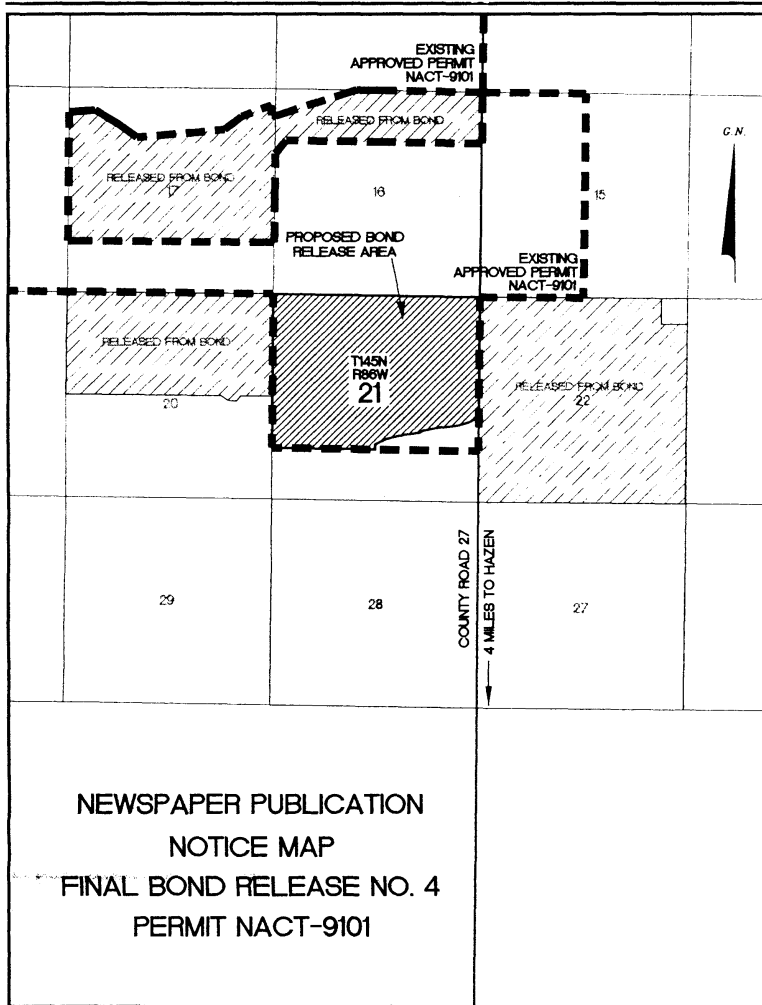 EXISTING
APPROVED PERMIT
NACT-9101
G.N.
RELEASED FROM BOND
RELEASED FROM BOND
17
16
15
PROPOSED BOND
RELEASE AREA
EXISTING
APPROVED PERMIT
NACT-9101
RELEASED FROM BOND
20
T145N
R86W
21
RELEASED FROM BOND
22
COUNTY ROAD 27
4 MILES TO HAZEN
29
28
27
NEWSPAPER PUBLICATION
NOTICE MAP
FINAL BOND RELEASE NO. 4
PERMIT NACT-9101